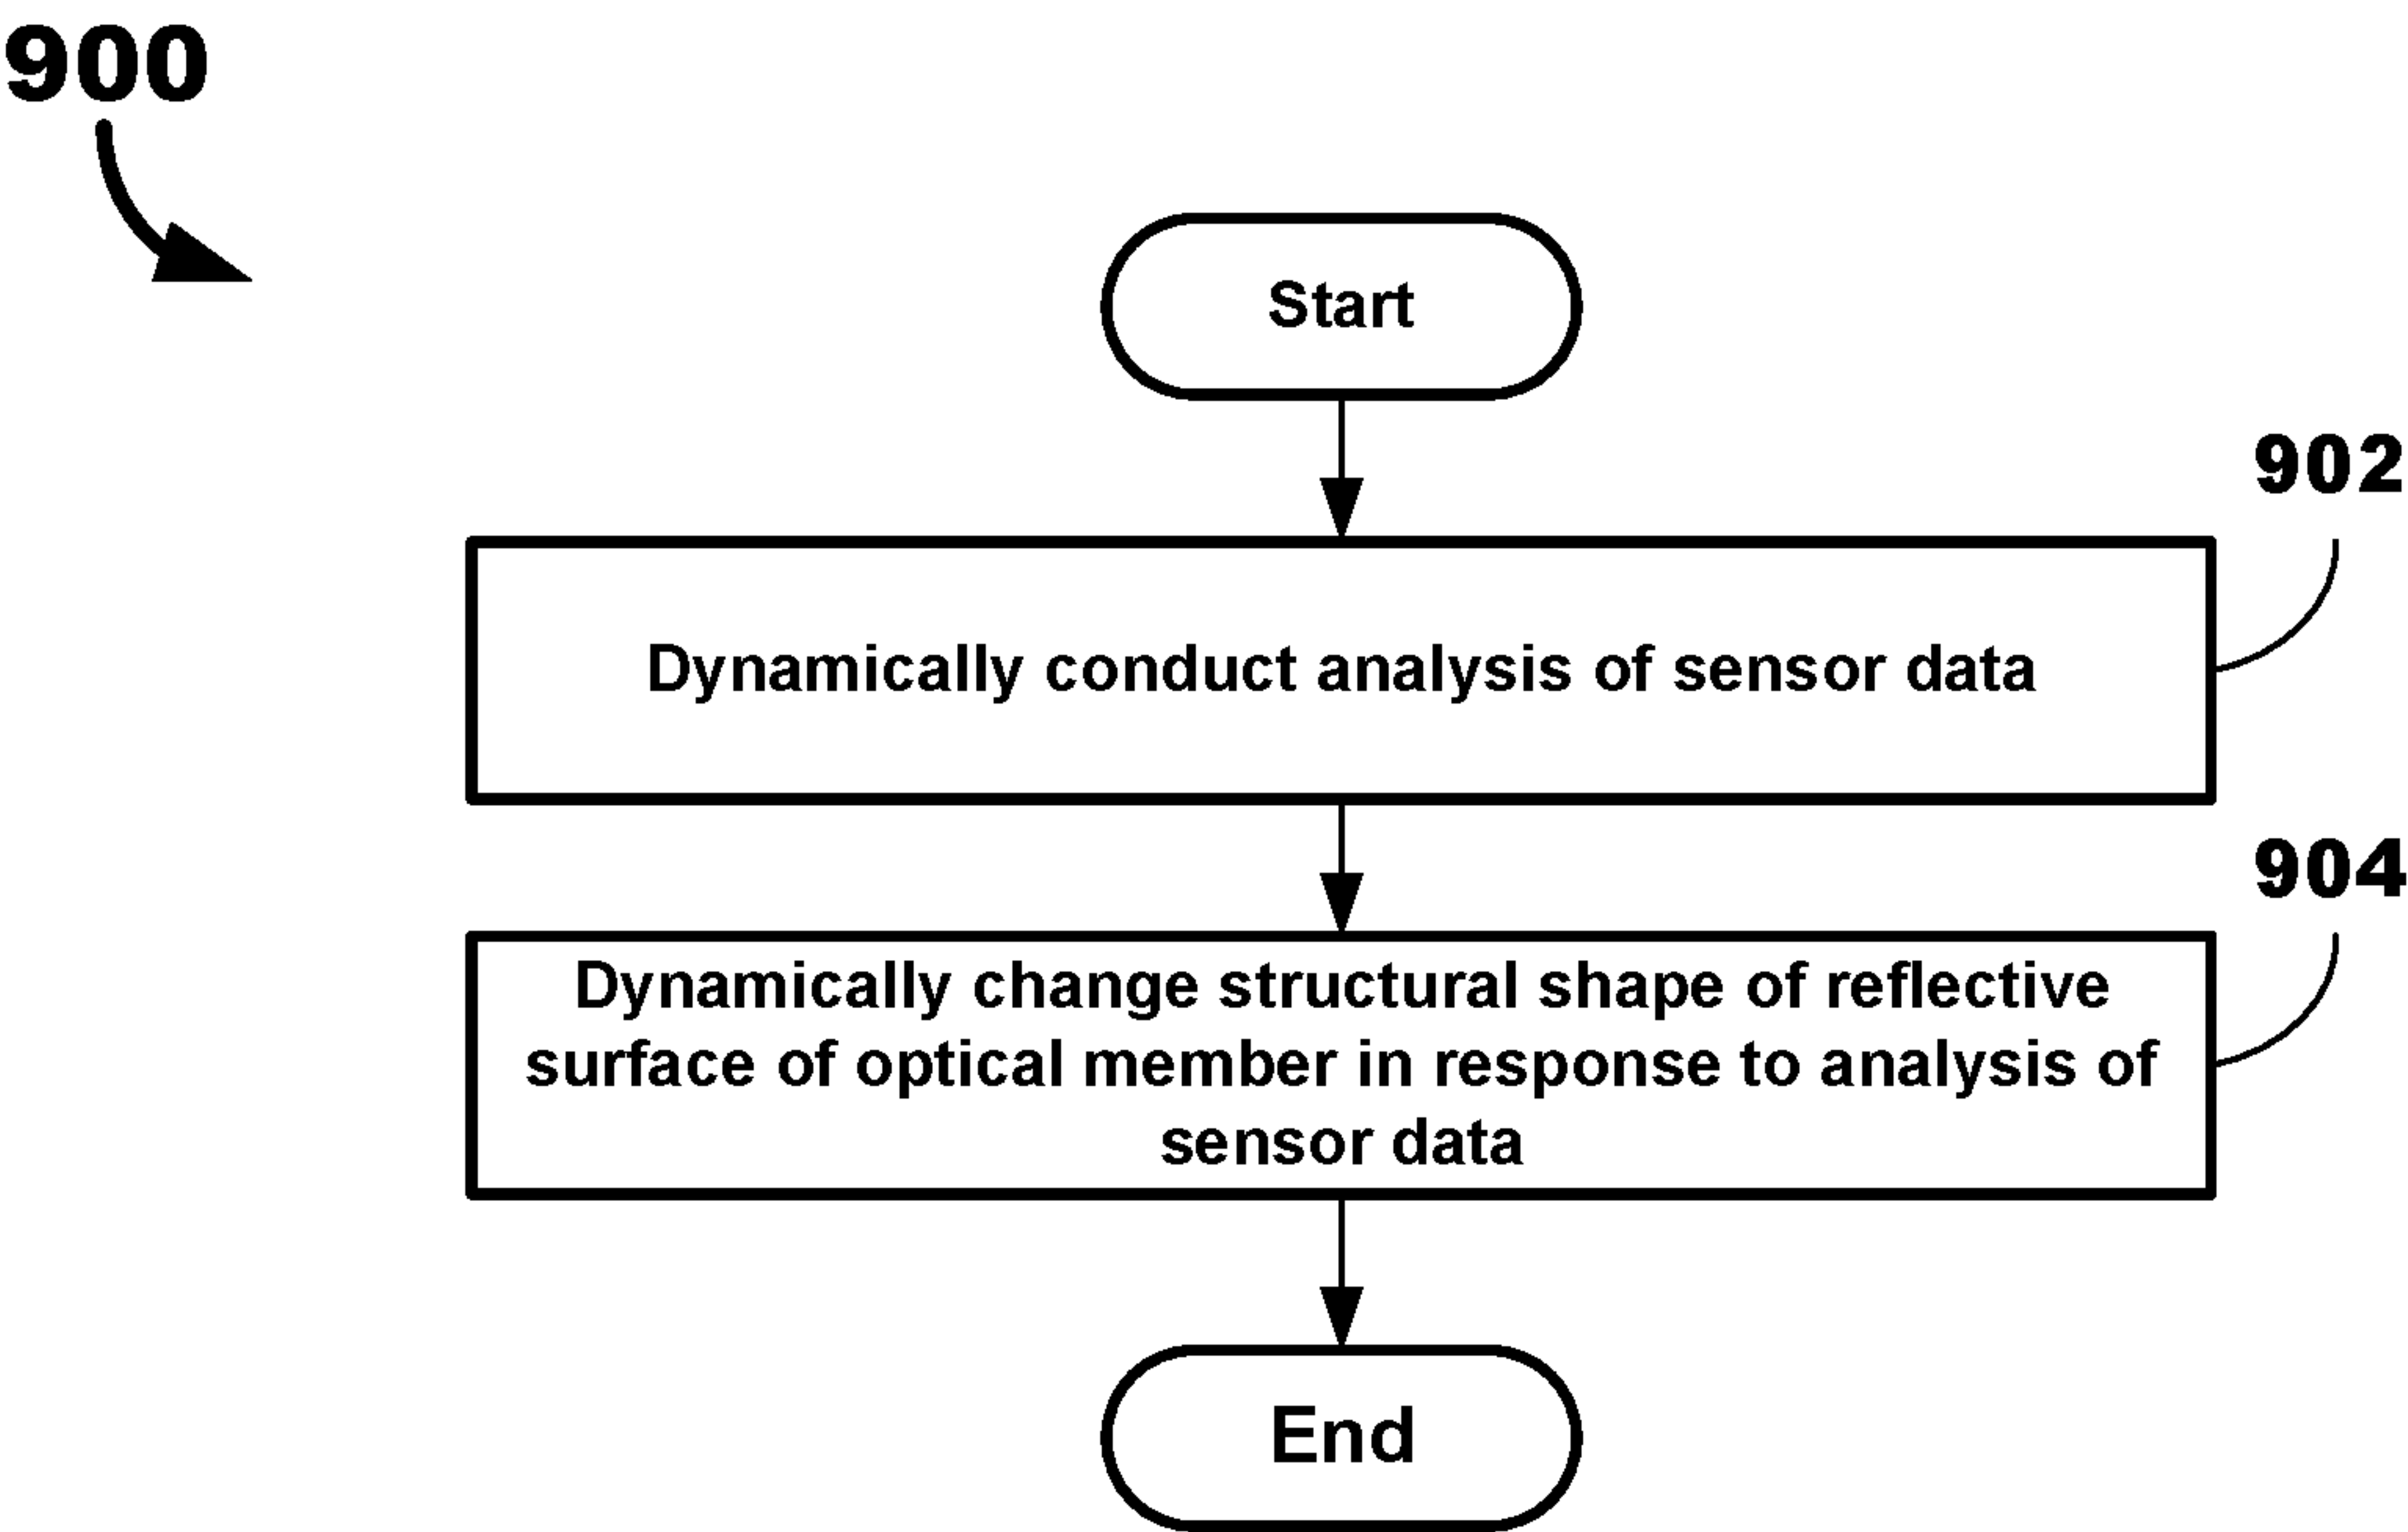 900
Start
902
Dynamically conduct analysis of sensor data
904
Dynamically change structural shape of reflective
surface of optical member in response to analysis of
sensor data
End